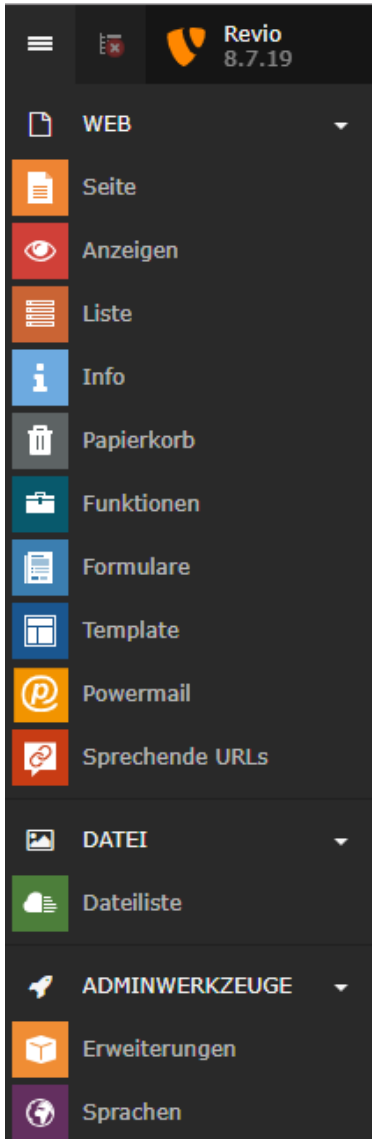 Revio
8.7.19
WEB
Seite
Anzeigen
Liste
Info
Papierkorb
Funktionen
Formulare
Template
Powermail
Sprechende URLs
DATEI
Dateiliste
ADMINWERKZEUGE
Erweiterungen
Sprachen